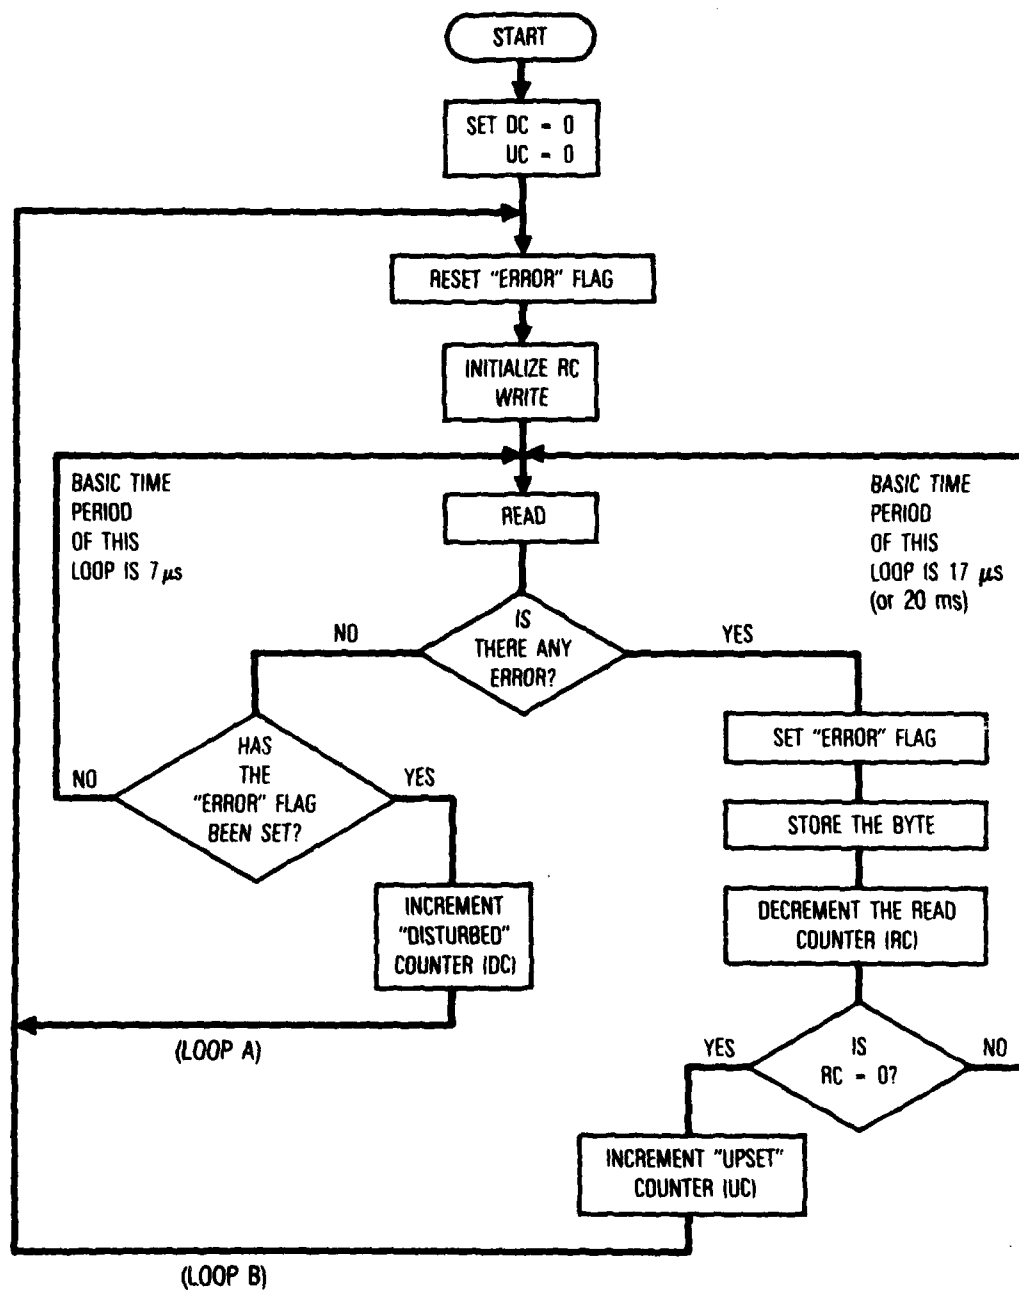 START
SET DC = 0
UC = 0
RESET "ERROR" FLAG
INITIALIZE RC
WRITE
BASIC TIME
PERIOD
OF THIS
LOOP IS 7 µs
READ
BASIC TIME
PERIOD
OF THIS
LOOP IS 17 µs
(or 20 ms)
IS
THERE ANY
ERROR?
NO
YES
HAS
THE
"ERROR" FLAG
BEEN SET?
NO
YES
SET "ERROR" FLAG
STORE THE BYTE
INCREMENT
"DISTURBED"
COUNTER (DC)
DECREMENT THE READ
COUNTER (RC)
(LOOP A)
IS
RC = 0?
YES
NO
INCREMENT "UPSET"
COUNTER (UC)
(LOOP B)